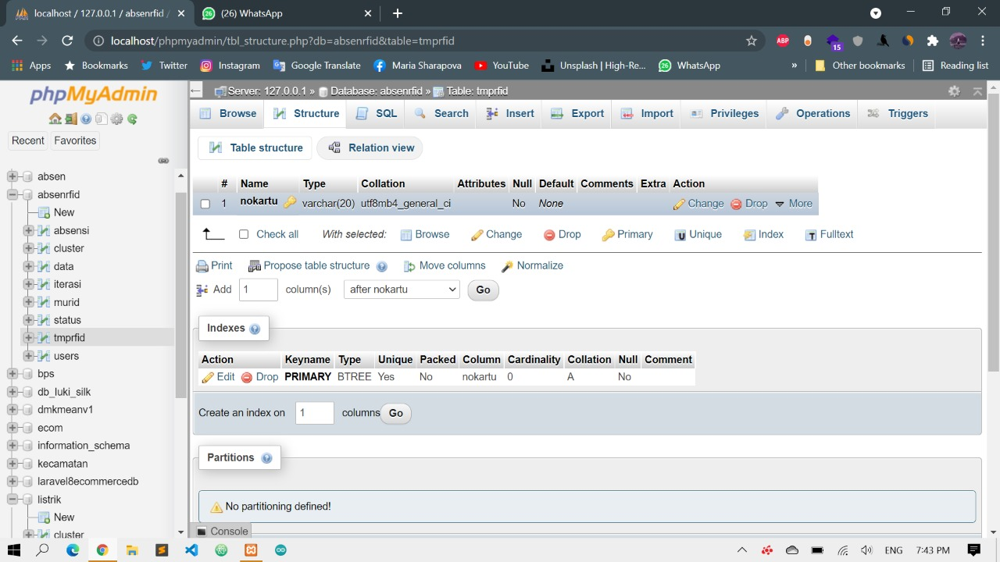 localhost / 127.0.0.1 / absenrfid /
(26) WhatsApp
localhost/phpmyadmin/tbl_structure.php?db=absenrfid&table=tmprfid
ABP
15
Apps Bookmarks Twitter Instagram Google Translate Maria Sharapova YouTube Unsplash | High-Re... WhatsApp » Other bookmarks Reading list
phpMyAdmin
Recent Favorites
absen
absenrfid
New
absensi
cluster
data
iterasi
murid
status
tmprfid
users
bps
db_luki_silk
dmkmeanv1
ecom
information_schema
kecamatan
laravel8ecommercedb
listrik
New
cluster
Server: 127.0.0.1 » Database: absenrfid » Table: tmprfid
Browse Structure SQL Search Insert Export Import Privileges Operations Triggers
Table structure Relation view
# Name Type Collation Attributes Null Default Comments Extra Action
1 nokartu varchar(20) utf8mb4_general_ci No None Change Drop More
Check all With selected: Browse Change Drop Primary Unique Index Fulltext
Print Propose table structure Move columns Normalize
Add 1 column(s) after nokartu Go
Indexes
Action Keyname Type Unique Packed Column Cardinality Collation Null Comment
Edit Drop PRIMARY BTREE Yes No nokartu 0 A No
Create an index on 1 columns Go
Partitions
No partitioning defined!
Console
ENG 7:43 PM